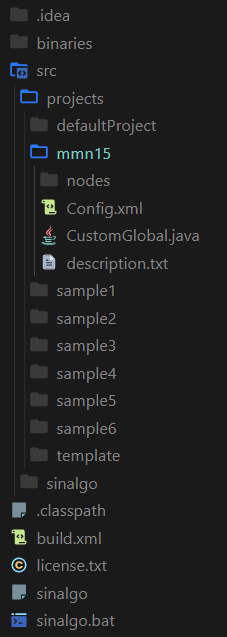 .idea
binaries
src
projects
defaultProject
mmn15
nodes
Config.xml
CustomGlobal.java
description.txt
sample1
sample2
sample3
sample4
sample5
sample6
template
sinalgo
.classpath
build.xml
license.txt
sinalgo
sinalgo.bat